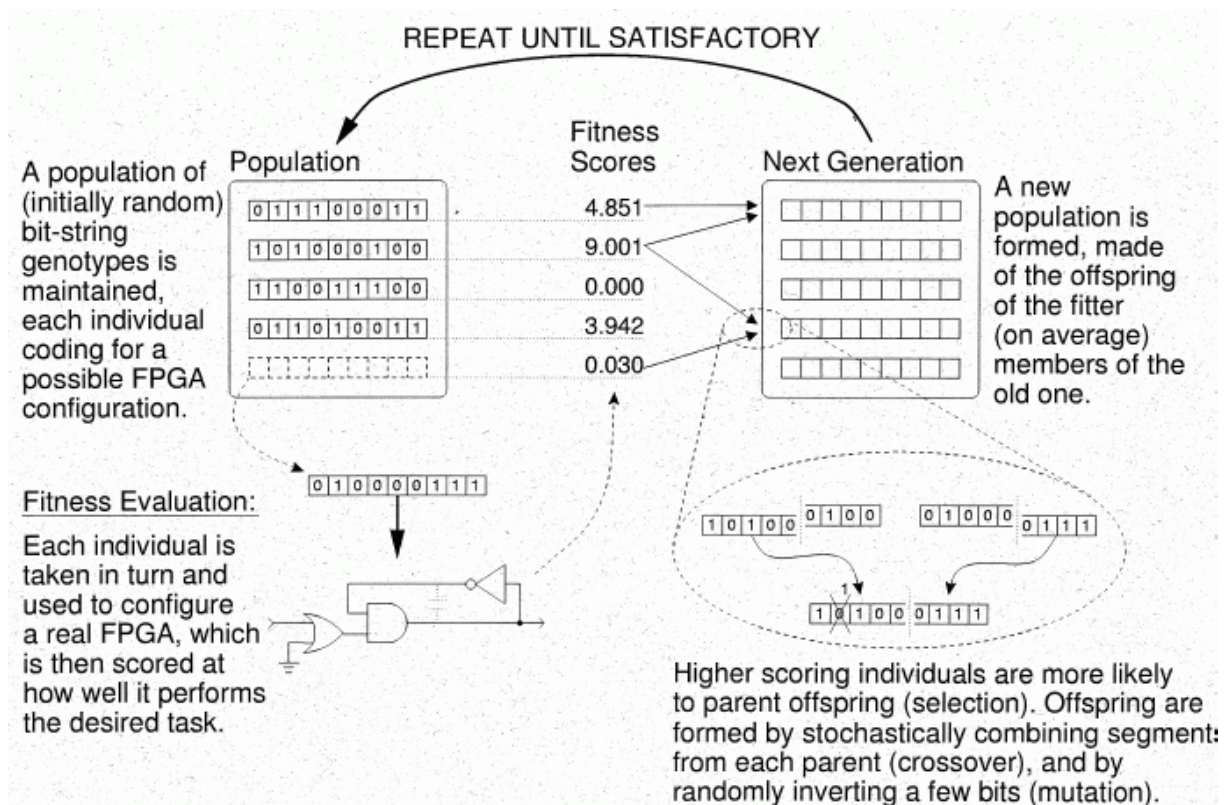 REPEAT UNTIL SATISFACTORY
A population of
(initially random)
bit-string
genotypes is
maintained,
each individual
coding for a
possible FPGA
configuration.
Population
0 1 1 1 0 0 0 1 1
1 0 1 0 0 0 1 0 0
1 1 0 0 1 1 1 0 0
0 1 1 0 1 0 0 1 1
Fitness
Scores
4.851
9.001
0.000
3.942
0.030
Next Generation
A new
population is
formed, made
of the offspring
of the fitter
(on average)
members of the
old one.
Fitness Evaluation:
0 1 0 0 0 0 1 1 1
Each individual is
taken in turn and
used to configure
a real FPGA, which
is then scored at
how well it performs
the desired task.
1 0 1 0 0 0 1 0 0
0 1 0 0 0 0 1 1 1
1
1 0 1 0 0 0 1 1 1
Higher scoring individuals are more likely
to parent offspring (selection). Offspring are
formed by stochastically combining segments
from each parent (crossover), and by
randomly inverting a few bits (mutation).